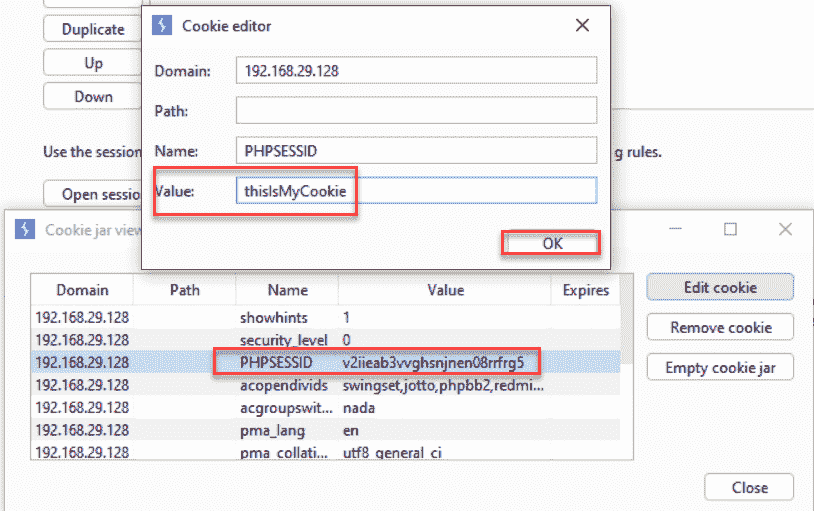 Duplicate
Up
Down
Use the session
g rules.
Open sessio
Cookie editor
Domain: 192.168.29.128
Path:
Name: PHPSESSID
Value: thisIsMyCookie
OK
Cookie jar view
Domain Path Name Value Expires
192.168.29.128 showhints 1
192.168.29.128 security_level 0
192.168.29.128 PHPSESSID v2iieab3vvghsnjnen08rrfrg5
192.168.29.128 acopendivids swingset,jotto,phpbb2,redmi...
192.168.29.128 acgroupswit... nada
192.168.29.128 pma_lang en
192.168.29.128 pma_collati... utf8_general_ci
Edit cookie
Remove cookie
Empty cookie jar
Close